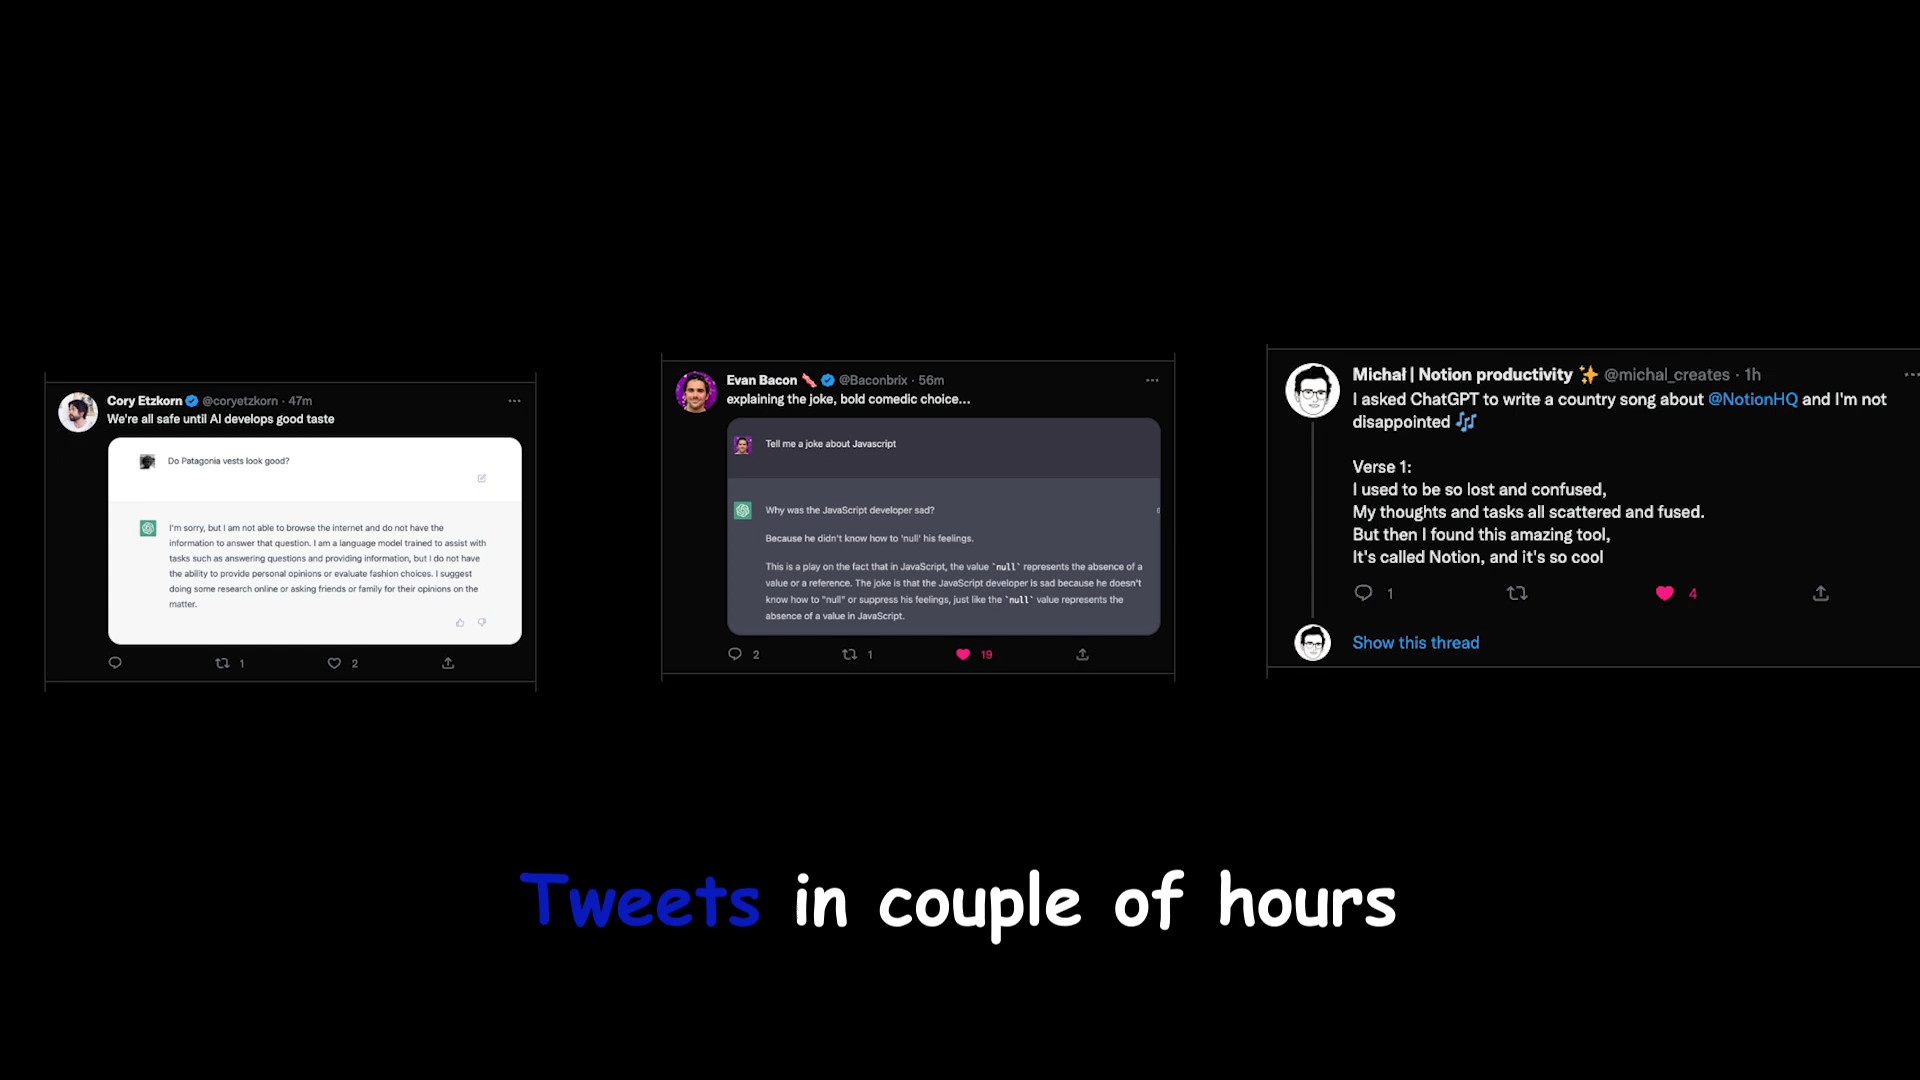 Cory Etzkorn @coryetzkorn · 47m
We're all safe until AI develops good taste
Do Patagonia vests look good?
I'm sorry, but I am not able to browse the internet and do not have the
information to answer that question. I am a language model trained to assist with
tasks such as answering questions and providing information, but I do not have
the ability to provide personal opinions or evaluate fashion choices. I suggest
doing some research online or asking friends or family for their opinions on the
matter.
1 2
Evan Bacon 🥓 @Baconbrix · 56m
explaining the joke, bold comedic choice...
Tell me a joke about Javascript
Why was the JavaScript developer sad?
Because he didn't know how to 'null' his feelings.
This is a play on the fact that in JavaScript, the value `null` represents the absence of a
value or a reference. The joke is that the JavaScript developer is sad because he doesn't
know how to "null" or suppress his feelings, just like the `null` value represents the
absence of a value in JavaScript.
2 1 19
Michał | Notion productivity ✨ @michal_creates · 1h
I asked ChatGPT to write a country song about @NotionHQ and I'm not
disappointed 🎶
Verse 1:
I used to be so lost and confused,
My thoughts and tasks all scattered and fused.
But then I found this amazing tool,
It's called Notion, and it's so cool
1 4
Show this thread
Tweets in couple of hours